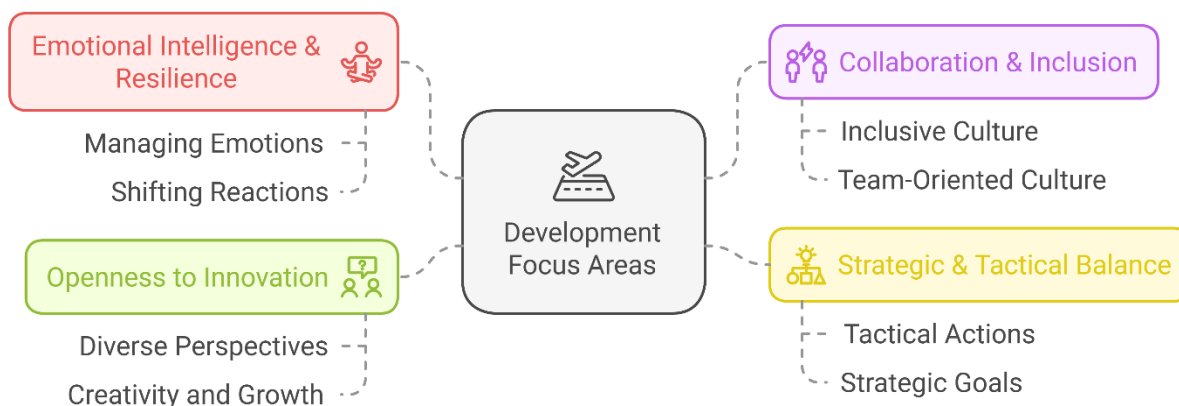 Emotional Intelligence &
Resilience
Managing Emotions
Shifting Reactions
Openness to Innovation
?
Diverse Perspectives
Creativity and Growth
Development
Focus Areas
Collaboration & Inclusion
Inclusive Culture
Team-Oriented Culture
Strategic & Tactical Balance
Tactical Actions
Strategic Goals